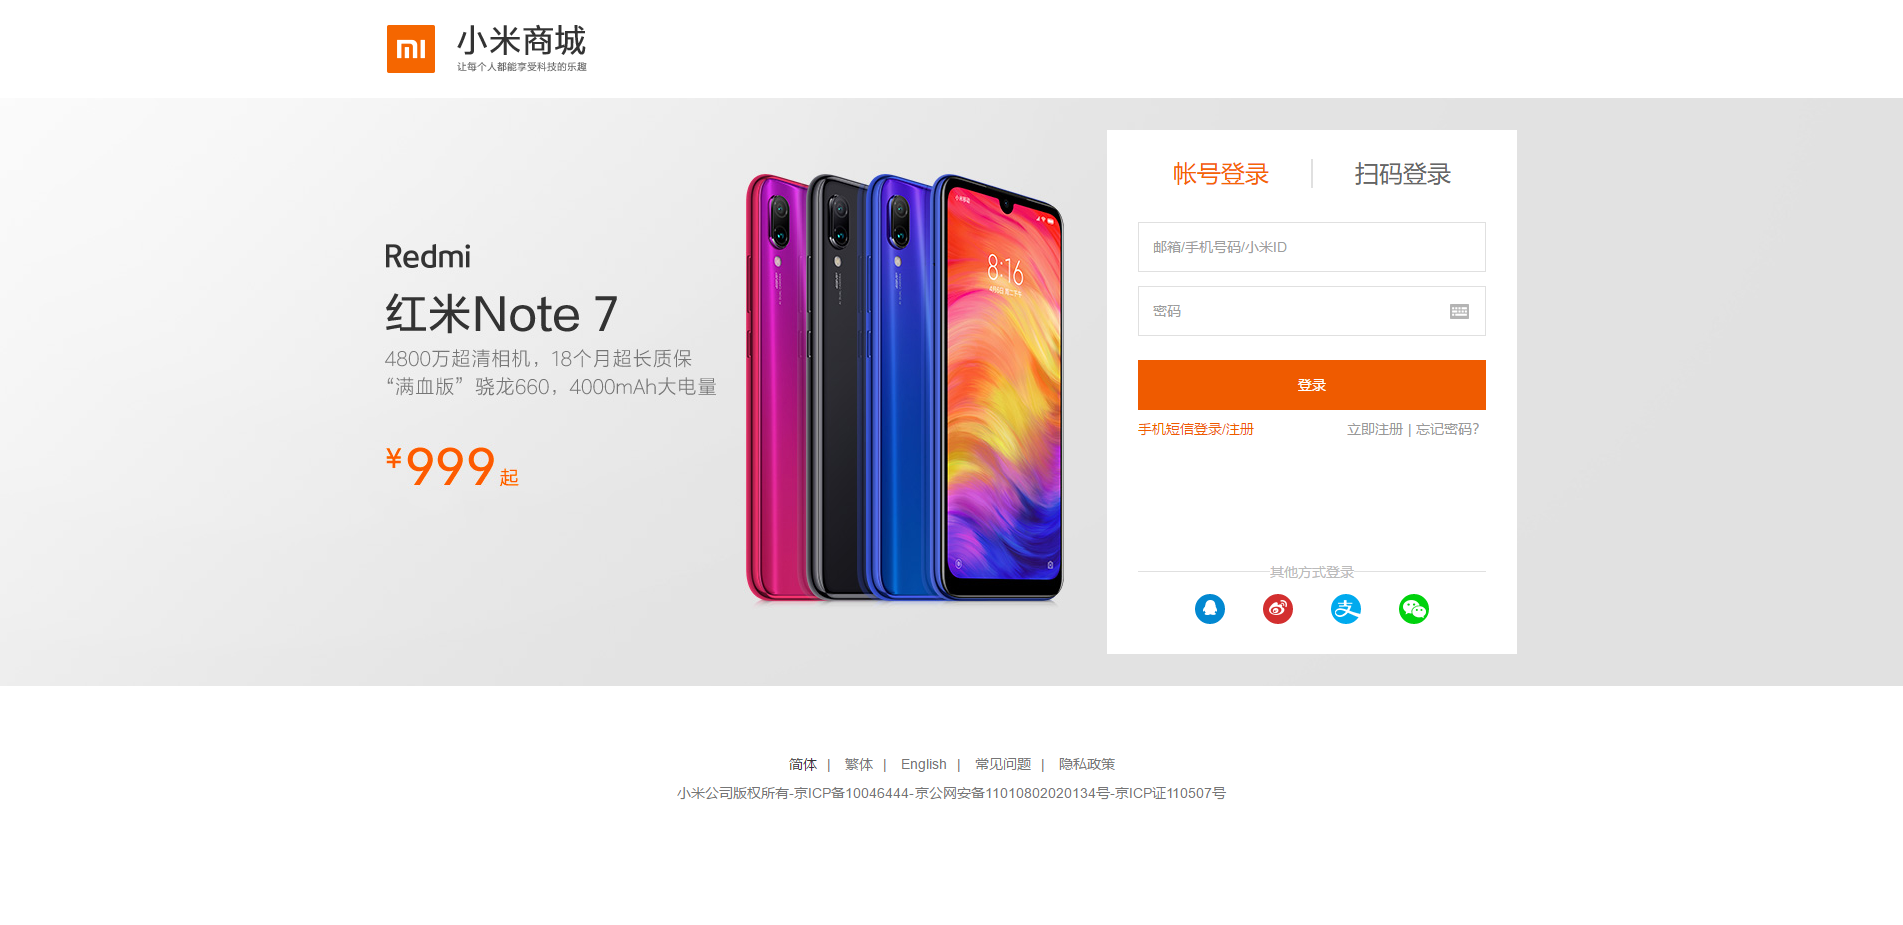 小米商城
让每个人都能享受科技的乐趣
Redmi
红米Note 7
4800万超清相机，18个月超长质保
“满血版”骁龙660，4000mAh大电量
¥999起
8:16
帐号登录 | 扫码登录
邮箱/手机号码/小米ID
密码
登录
手机短信登录/注册 立即注册 | 忘记密码?
其他方式登录
简体 | 繁体 | English | 常见问题 | 隐私政策
小米公司版权所有-京ICP备10046444-京公网安备11010802020134号-京ICP证110507号